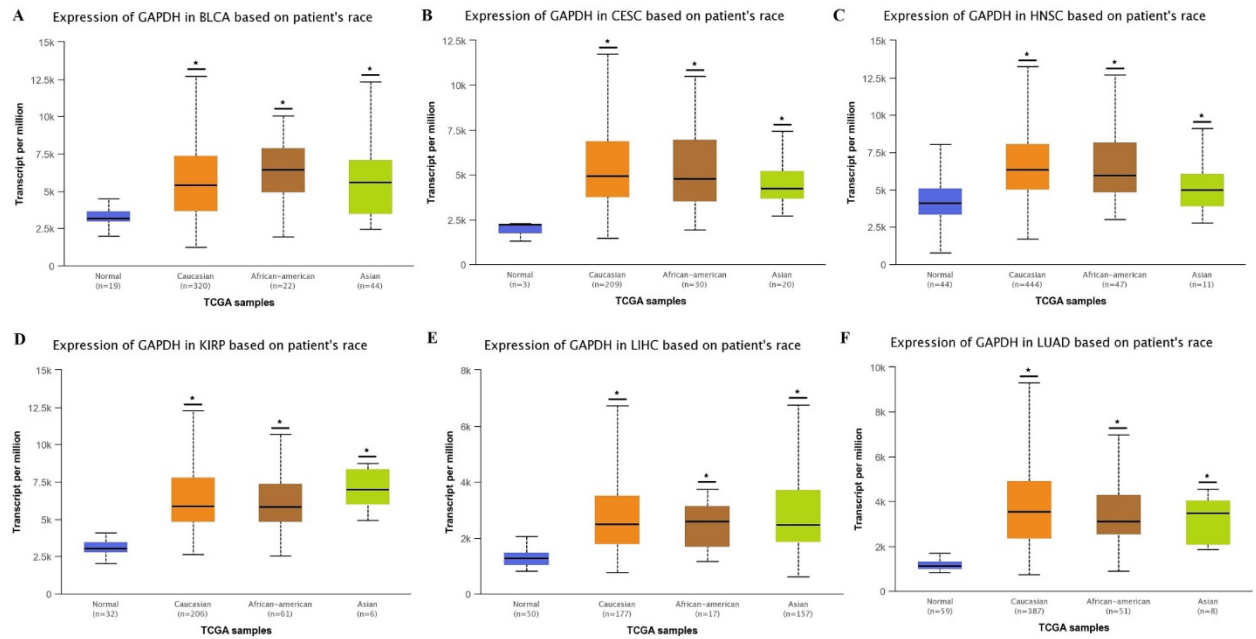 A Expression of GAPDH in BLCA based on patient's race
15k
12.5k
10k
7.5k
5k
2.5k
0
Transcript per million
★ ★ ★
Normal Caucasian African-american Asian
(n=19) (n=320) (n=22) (n=44)
TCGA samples
B Expression of GAPDH in CESC based on patient's race
12.5k
10k
7.5k
5k
2.5k
0
Transcript per million
★ ★ ★
Normal Caucasian African-american Asian
(n=3) (n=209) (n=30) (n=20)
TCGA samples
C Expression of GAPDH in HNSC based on patient's race
15k
12.5k
10k
7.5k
5k
2.5k
0
Transcript per million
★ ★ ★
Normal Caucasian African-american Asian
(n=44) (n=444) (n=47) (n=11)
TCGA samples
D Expression of GAPDH in KIRP based on patient's race
15k
12.5k
10k
7.5k
5k
2.5k
0
Transcript per million
★ ★ ★
Normal Caucasian African-american Asian
(n=32) (n=206) (n=61) (n=6)
TCGA samples
E Expression of GAPDH in LIHC based on patient's race
8k
6k
4k
2k
0
Transcript per million
★ ★ ★
Normal Caucasian African-american Asian
(n=50) (n=177) (n=17) (n=157)
TCGA samples
F Expression of GAPDH in LUAD based on patient's race
10k
8k
6k
4k
2k
0
Transcript per million
★ ★ ★
Normal Caucasian African-american Asian
(n=59) (n=387) (n=51) (n=8)
TCGA samples